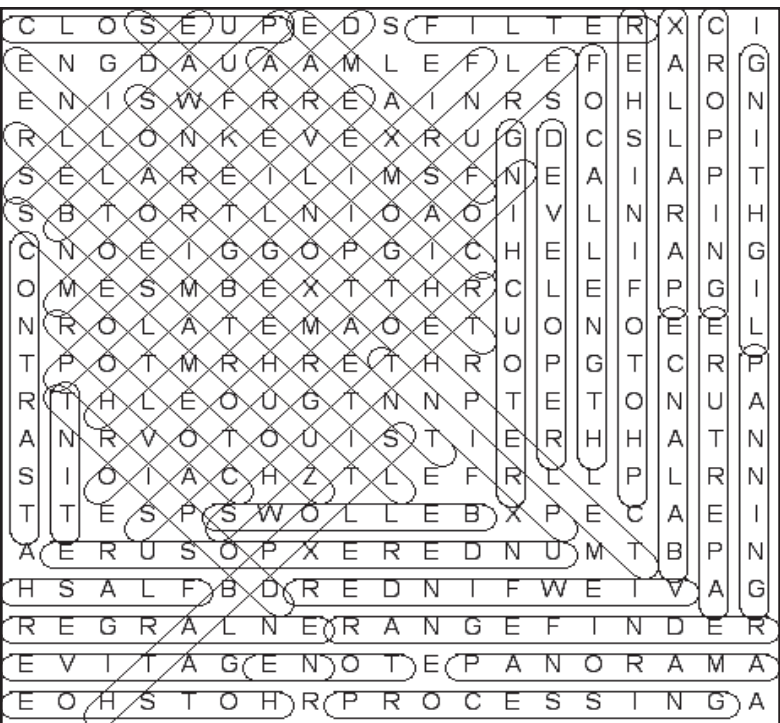 C L O S E U P E D S F I L T E R X C I
E N G D A U A A M L E F L E F E A R G
E N I S W F R R E A I N R S O H L O N
R L L O N K E V E X R U G D C S L P I
S E L A R E I L I M S F N E A I A P T
S B T O R T L N I O A O I V L N R I H
C N O E I G G O P G I C H E L I A N G
O M E S M B E X T T H R C L E F P G I
N R O L A T E M A O E T U O N O E E L
T P O T M R H R E T H R O P G T C R P
R T H L E O U G T N N P T E T O N U A
A N R V O T O U I S T I E R H H A T N
S I O I A C H Z T L E F R L L P L R N
T T E S P S W O L L E B X P E C A E I
A E R U S O P X E R E D N U M T B P N
H S A L F B D R E D N I F W E I V A G
R E G R A L N E R A N G E F I N D E R
E V I T A G E N O T E P A N O R A M A
E O H S T O H R P R O C E S S I N G A